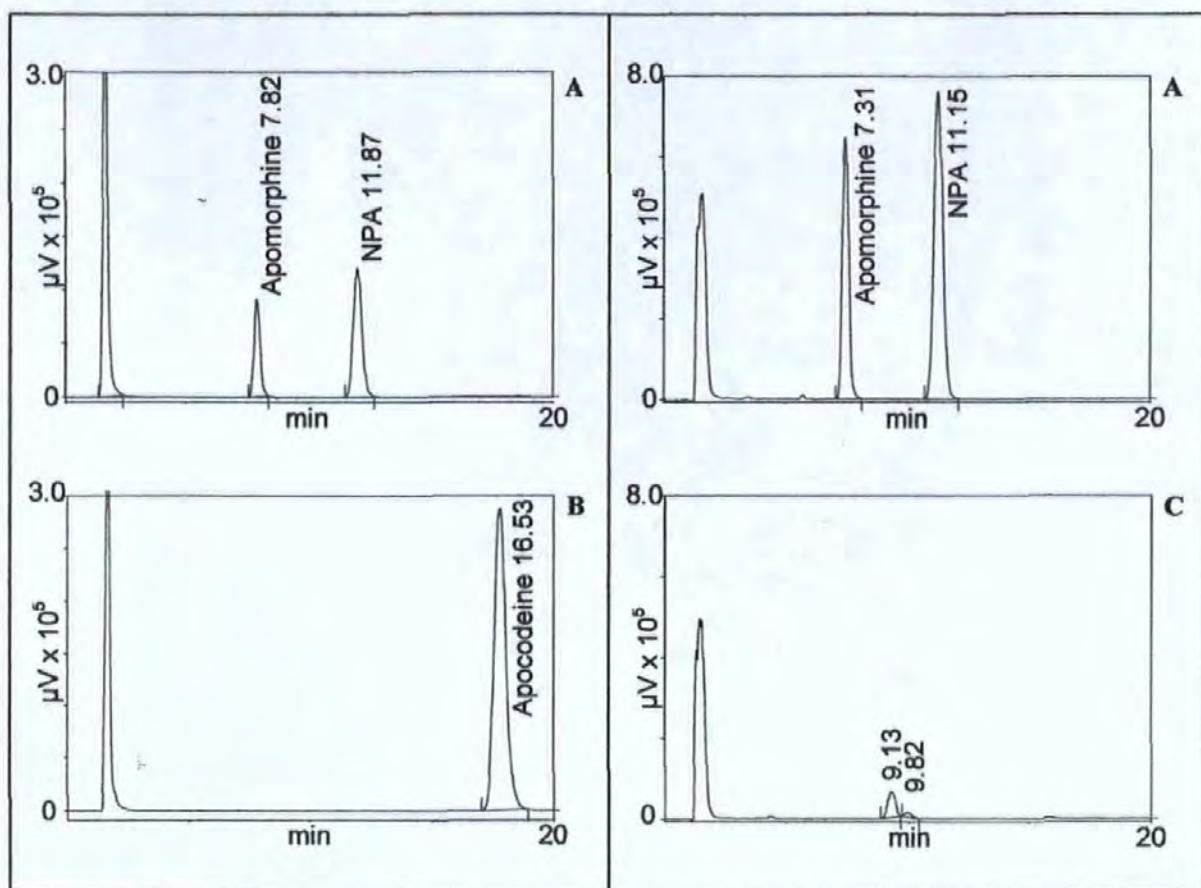 3.0
A
Apomorphine 7.82
NPA 11.87
µV x 10⁵
0
min
20
8.0
A
Apomorphine 7.31
NPA 11.15
µV x 10⁵
0
min
20
3.0
B
Apocodeine 16.53
µV x 10⁵
0
min
20
8.0
C
9.13
9.82
µV x 10⁵
0
min
20